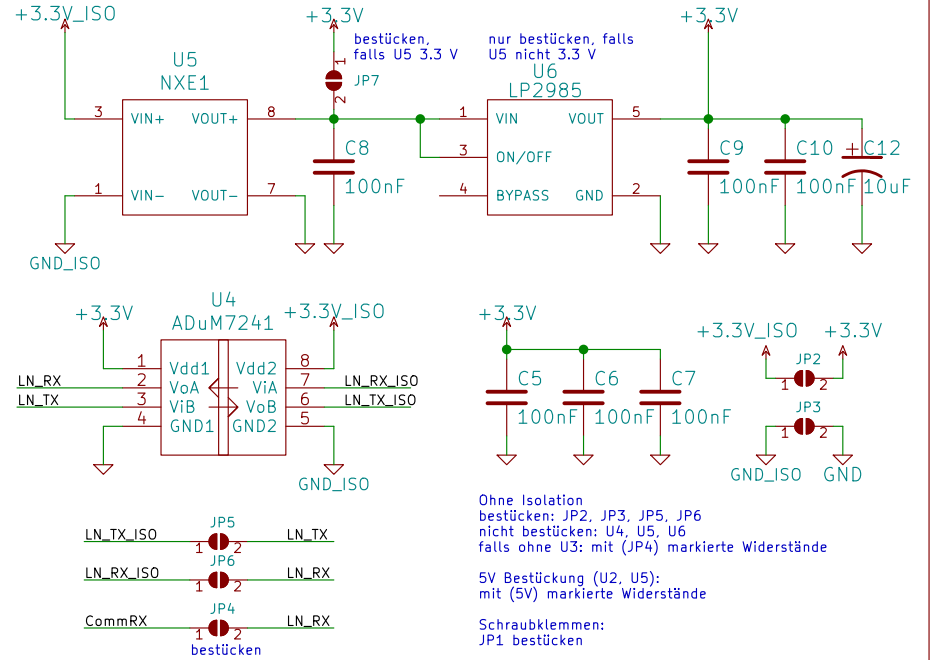 +3.3V_ISO
+3.3V
+3.3V
bestücken,
falls U5 3.3 V
nur bestücken, falls
U5 nicht 3.3 V
U5
NXE1
1
JP7
2
U6
LP2985
3 VIN+ VOUT+ 8
1 VIN− VOUT− 7
C8
100nF
1 VIN VOUT 5
3 ON/OFF
4 BYPASS GND 2
C9
100nF
C10
100nF
+ C12
10uF
GND_ISO
U4
ADuM7241
+3.3V
+3.3V_ISO
1 Vdd1 Vdd2 8
LN_RX 2 VoA ViA 7 LN_RX_ISO
LN_TX 3 ViB VoB 6 LN_TX_ISO
4 GND1 GND2 5
GND_ISO
+3.3V
C5
100nF
C6
100nF
C7
100nF
+3.3V_ISO +3.3V
JP2
1 2
JP3
1 2
GND_ISO GND
JP5
LN_TX_ISO 1 2 LN_TX
JP6
LN_RX_ISO 1 2 LN_RX
JP4
CommRX 1 2 LN_RX
bestücken
Ohne Isolation
bestücken: JP2, JP3, JP5, JP6
nicht bestücken: U4, U5, U6
falls ohne U3: mit (JP4) markierte Widerstände
5V Bestückung (U2, U5):
mit (5V) markierte Widerstände
Schraubklemmen:
JP1 bestücken